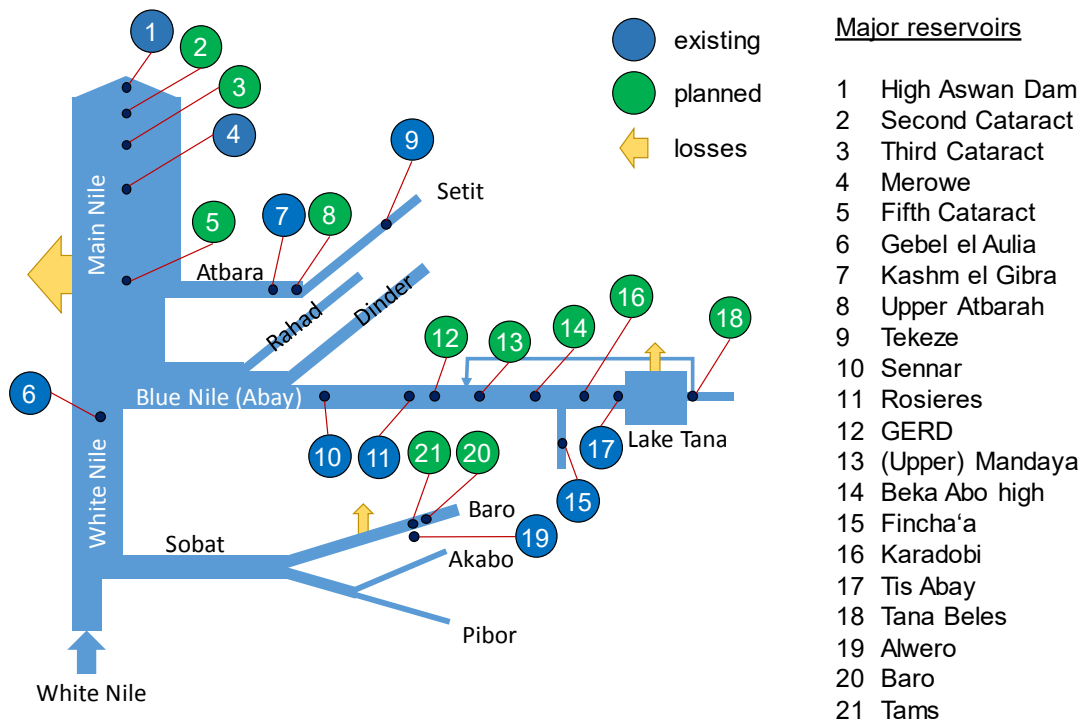 1
2
3
4
5
6
7
8
9
10
11
12
13
14
15
16
17
18
19
20
21
Main Nile
Atbara
Setit
Rahad
Dinder
Blue Nile (Abay)
Lake Tana
White Nile
Sobat
Baro
Akabo
Pibor
White Nile
existing
planned
losses
Major reservoirs
1 High Aswan Dam
2 Second Cataract
3 Third Cataract
4 Merowe
5 Fifth Cataract
6 Gebel el Aulia
7 Kashm el Gibra
8 Upper Atbarah
9 Tekeze
10 Sennar
11 Rosieres
12 GERD
13 (Upper) Mandaya
14 Beka Abo high
15 Fincha‘a
16 Karadobi
17 Tis Abay
18 Tana Beles
19 Alwero
20 Baro
21 Tams